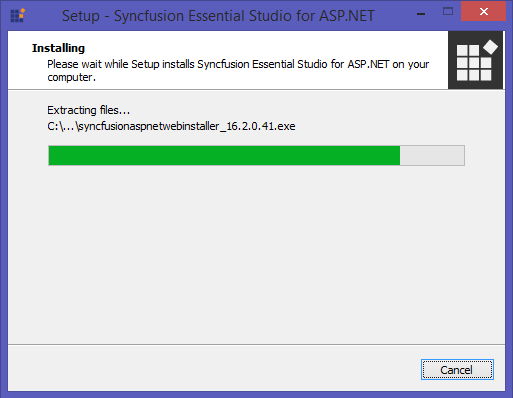 Setup - Syncfusion Essential Studio for ASP.NET
Installing
Please wait while Setup installs Syncfusion Essential Studio for ASP.NET on your
computer.
Extracting files...
C:\...\syncfusionaspnetwebinstaller_16.2.0.41.exe
Cancel